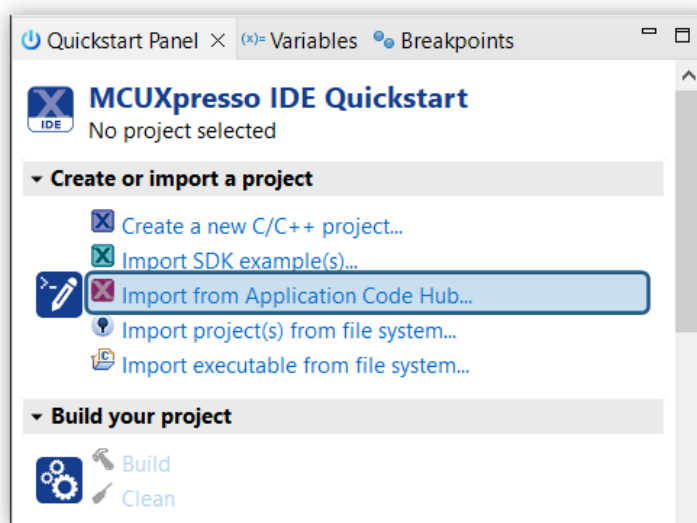 Quickstart Panel (x)= Variables Breakpoints
X
IDE
MCUXpresso IDE Quickstart
No project selected
Create or import a project
Create a new C/C++ project...
Import SDK example(s)...
Import from Application Code Hub...
Import project(s) from file system...
Import executable from file system...
Build your project
Build
Clean